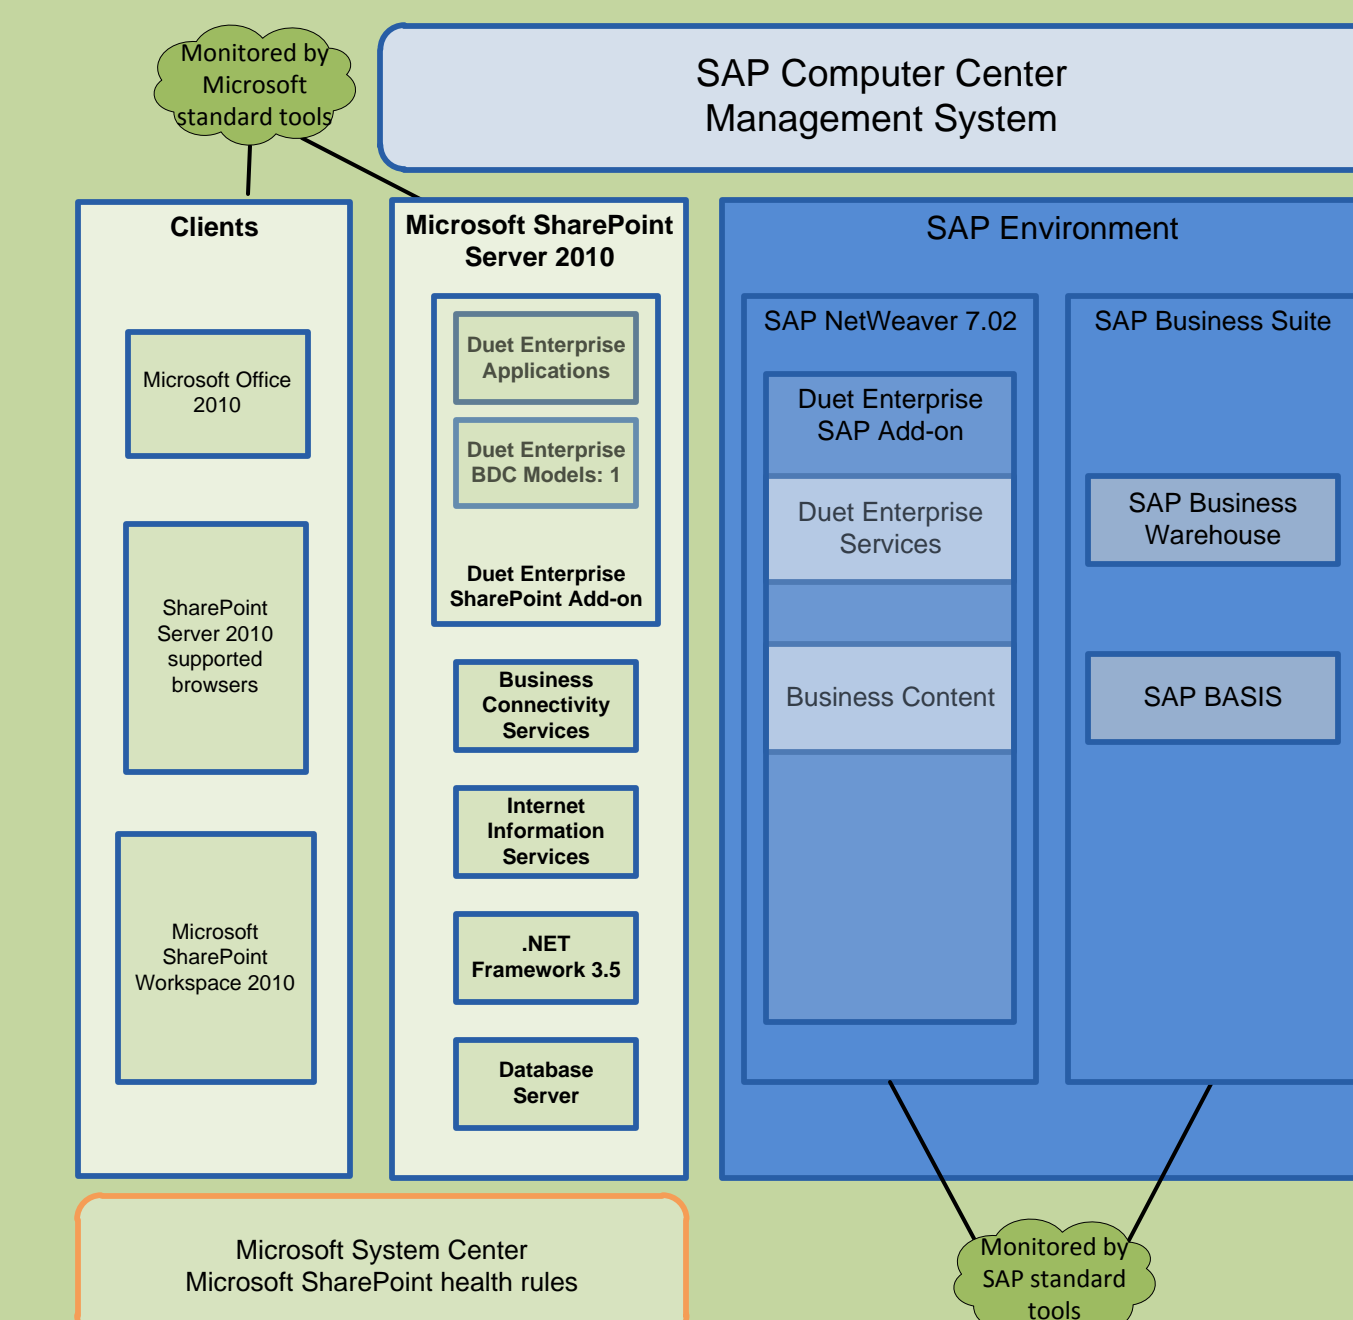 Monitored by
Microsoft
standard tools
SAP Computer Center
Management System
Clients
Microsoft Office
2010
SharePoint
Server 2010
supported
browsers
Microsoft
SharePoint
Workspace 2010
Microsoft SharePoint
Server 2010
Duet Enterprise
Applications
Duet Enterprise
BDC Models: 1
Duet Enterprise
SharePoint Add-on
Business
Connectivity
Services
Internet
Information
Services
.NET
Framework 3.5
Database
Server
SAP Environment
SAP NetWeaver 7.02
Duet Enterprise
SAP Add-on
Duet Enterprise
Services
Business Content
SAP Business Suite
SAP Business
Warehouse
SAP BASIS
Microsoft System Center
Microsoft SharePoint health rules
Monitored by
SAP standard
tools